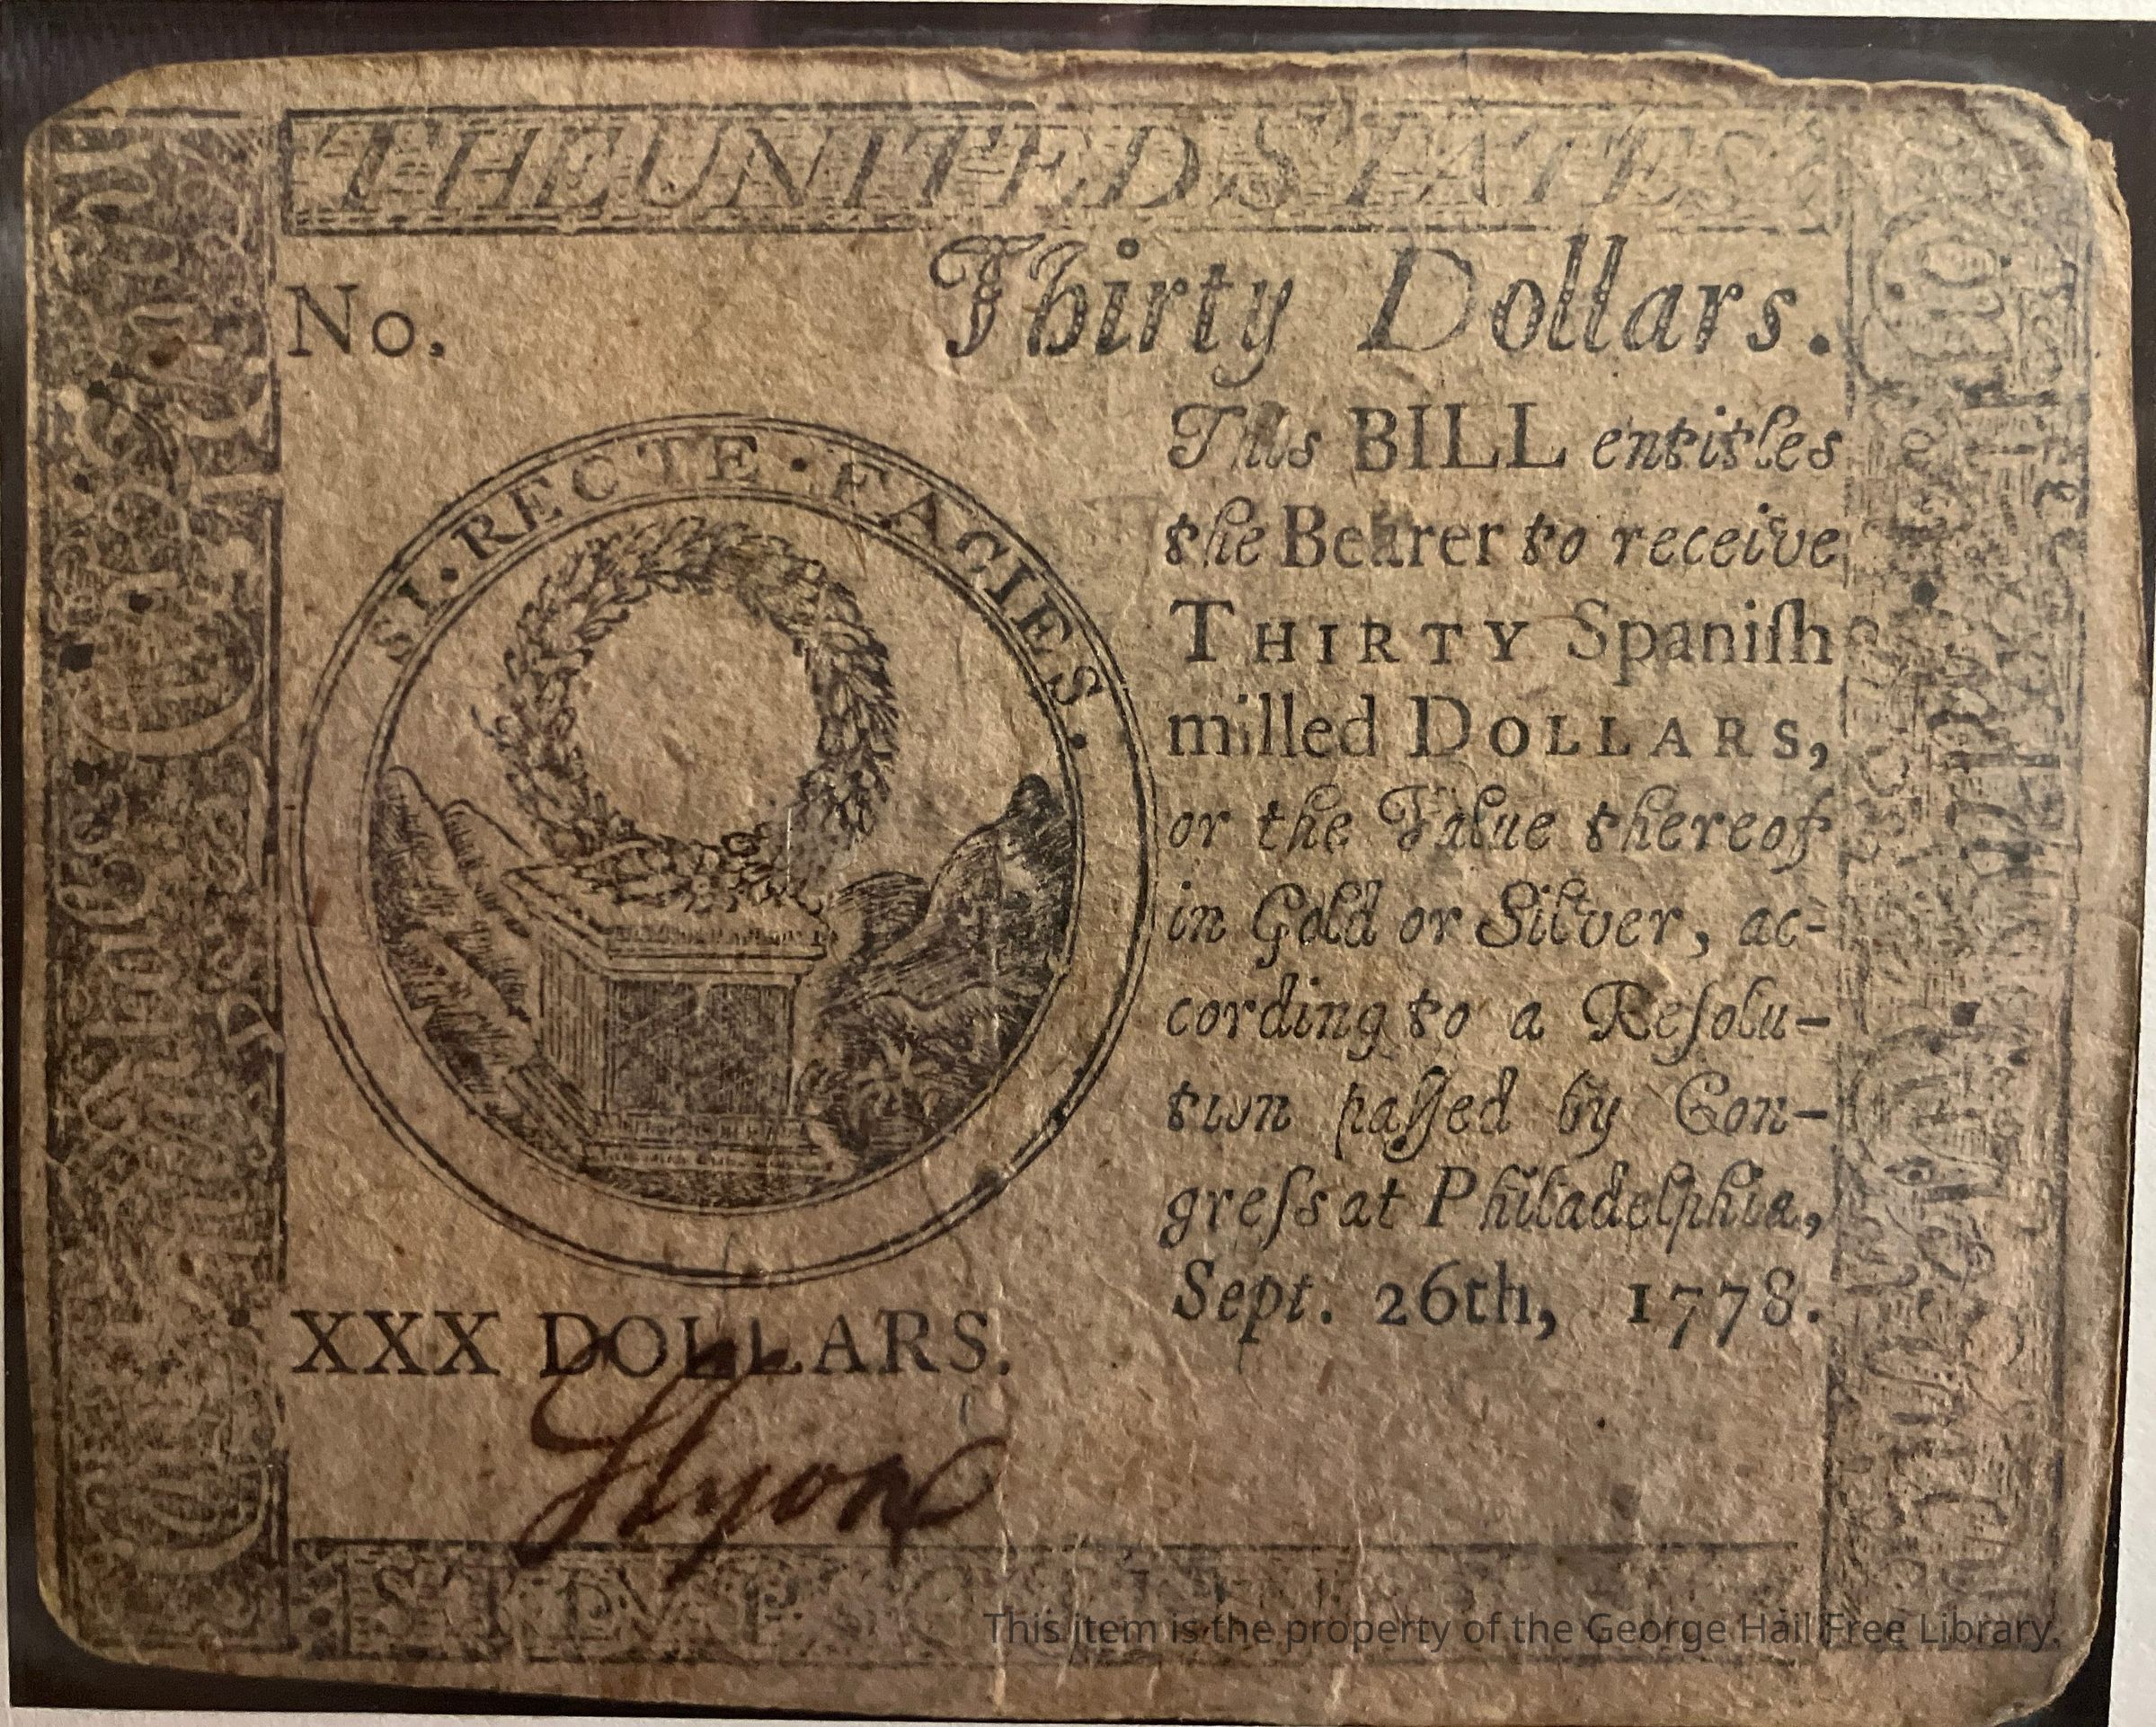 THE UNITED STATES
No.
Thirty Dollars.
SI·RECTE·FACIES.
This BILL entitles
the Bearer to receive
THIRTY Spaniſh
milled DOLLARS,
or the Value thereof
in Gold or Silver, ac-
cording to a Reſolu-
tion paſſed by Con-
greſs at Philadelphia,
Sept. 26th, 1778.
XXX DOLLARS.
This item is the property of the George Hail Free Library.